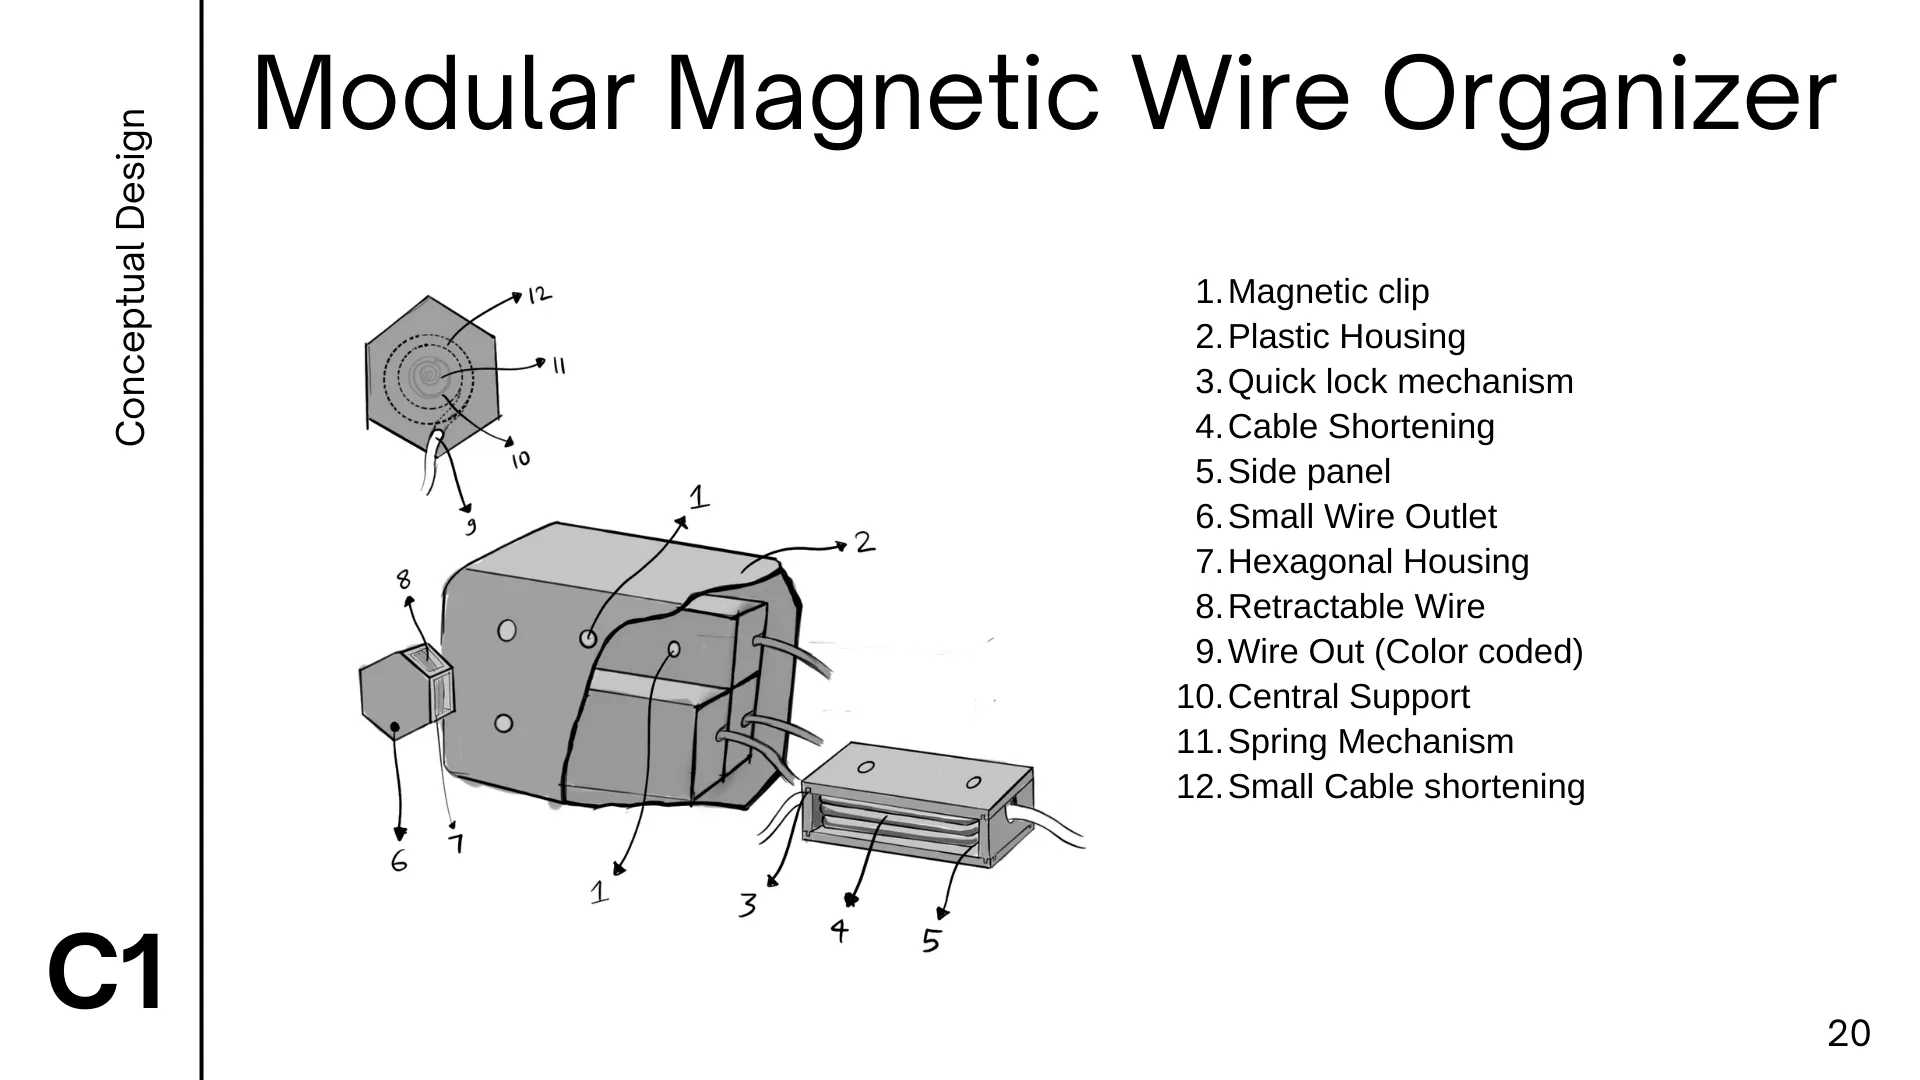 Conceptual Design
C1
Modular Magnetic Wire Organizer
12
11
10
9
1
2
8
6
7
1
3
4
5
1. Magnetic clip
2. Plastic Housing
3. Quick lock mechanism
4. Cable Shortening
5. Side panel
6. Small Wire Outlet
7. Hexagonal Housing
8. Retractable Wire
9. Wire Out (Color coded)
10. Central Support
11. Spring Mechanism
12. Small Cable shortening
20